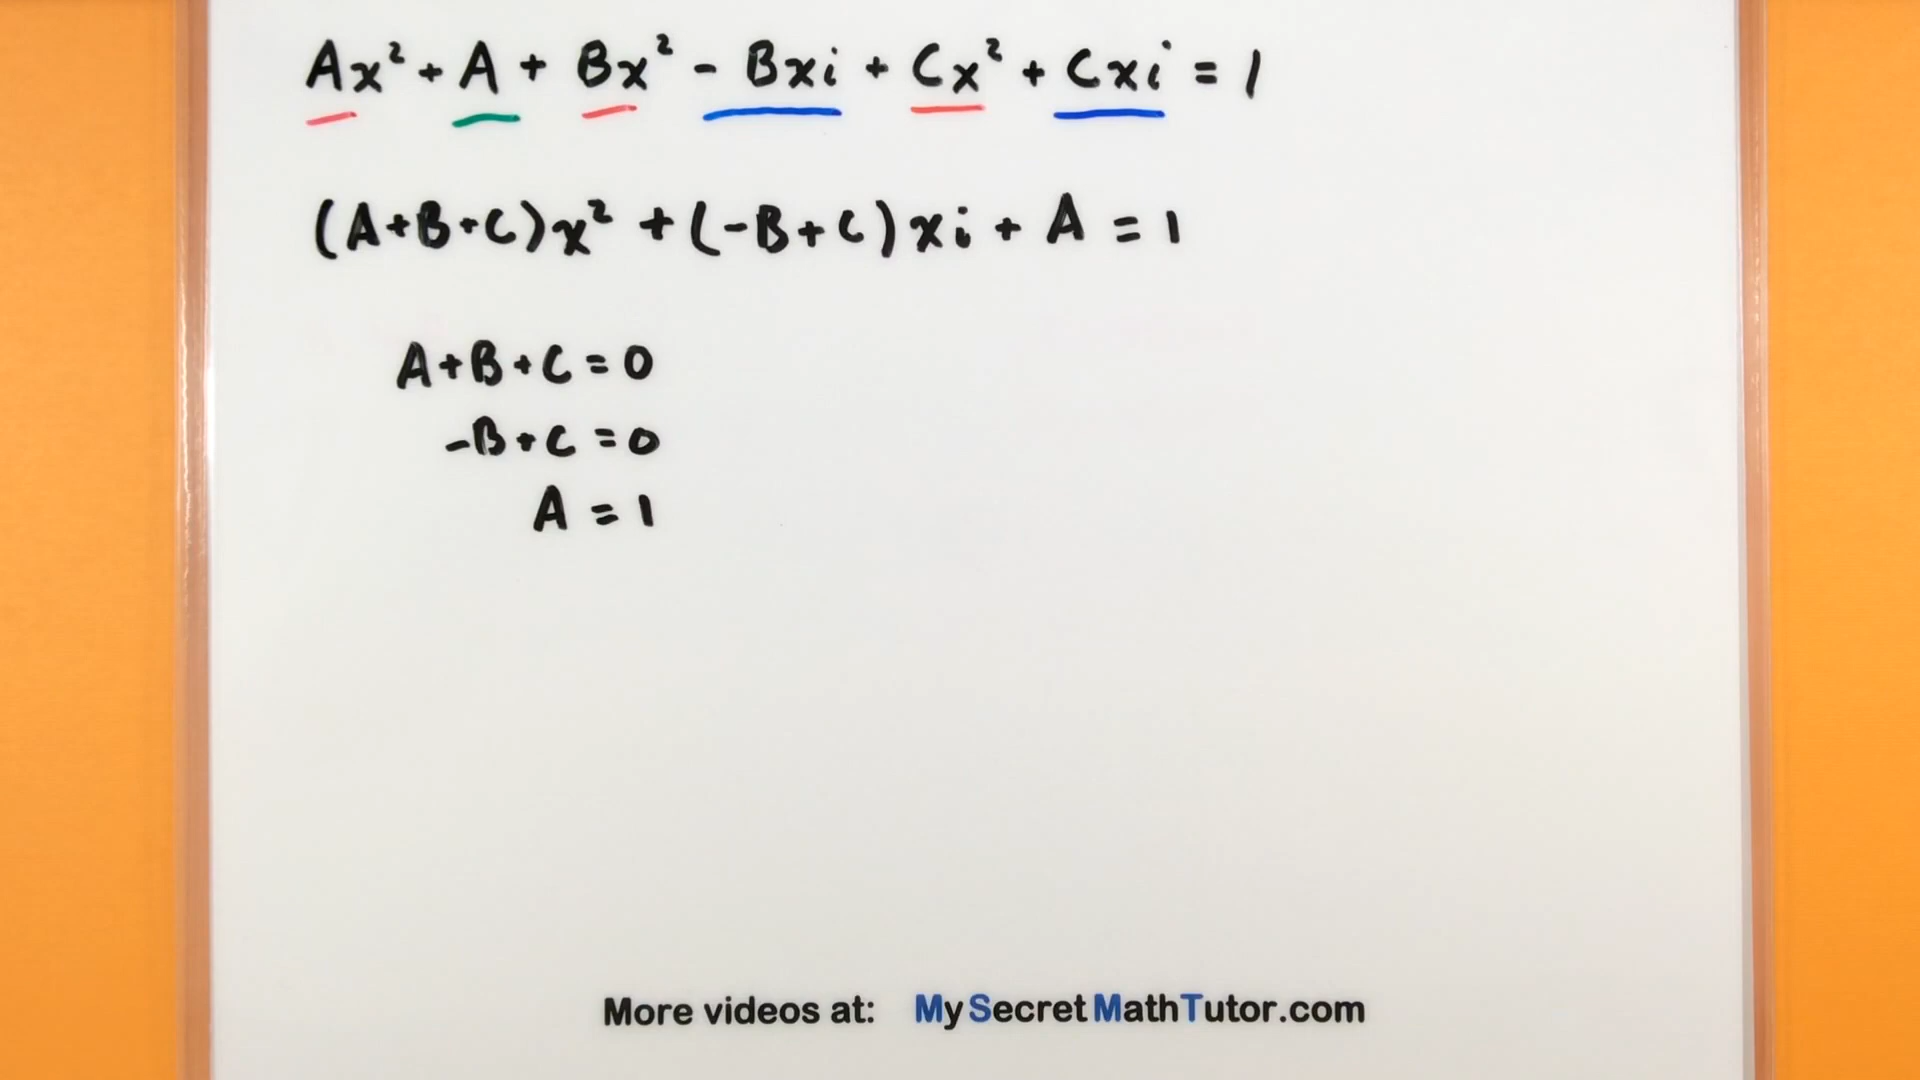 Ax² + A + Bx² - Bxi + Cx² + Cxi = 1
(A+B+C)x² + (-B+C)xi + A = 1
A+B+C=0
-B+C=0
A=1
More videos at: MySecretMathTutor.com